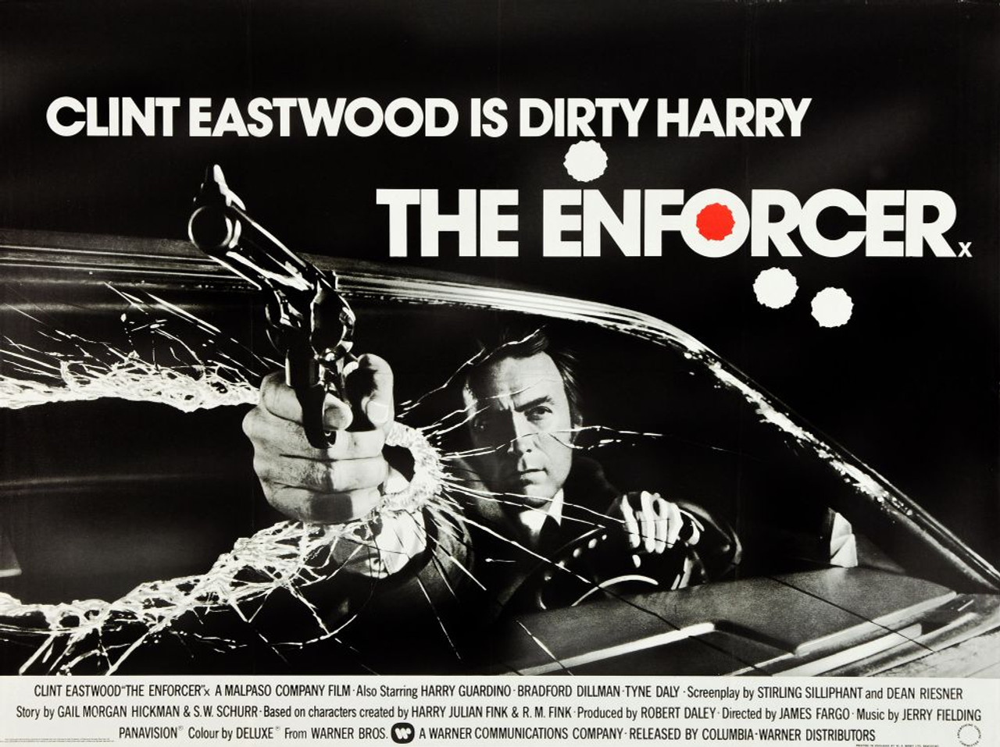 CLINT EASTWOOD IS DIRTY HARRY
THE ENFORCER x
CLINT EASTWOOD "THE ENFORCER" x A MALPASO COMPANY FILM · Also Starring HARRY GUARDINO · BRADFORD DILLMAN · TYNE DALY · Screenplay by STIRLING SILLIPHANT and DEAN RIESNER
Story by GAIL MORGAN HICKMAN & S.W. SCHURR · Based on characters created by HARRY JULIAN FINK & R. M. FINK · Produced by ROBERT DALEY · Directed by JAMES FARGO · Music by JERRY FIELDING
PANAVISION® Colour by DELUXE® From WARNER BROS. W A WARNER COMMUNICATIONS COMPANY · RELEASED BY COLUMBIA-WARNER DISTRIBUTORS